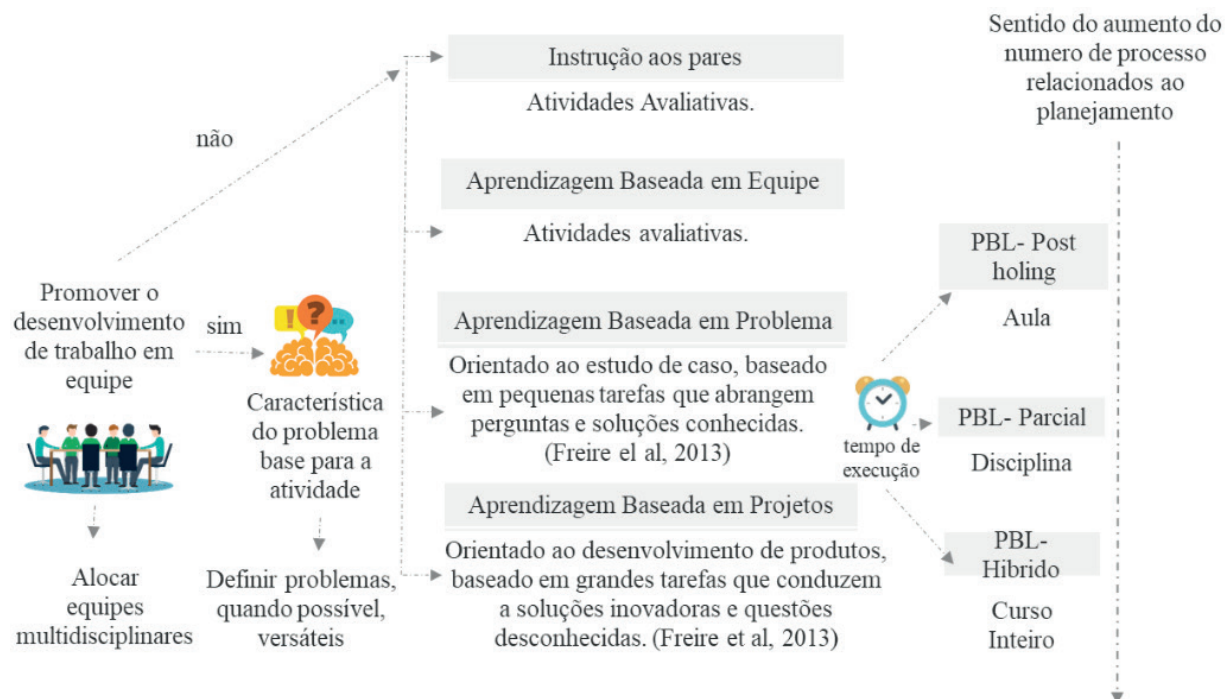 Sentido do aumento do
numero de processo
relacionados ao
planejamento
Instrução aos pares
Atividades Avaliativas.
não
Aprendizagem Baseada em Equipe
Atividades avaliativas.
Promover o
desenvolvimento
de trabalho em
equipe
sim
! ? ..
Característica
do problema
base para a
atividade
Alocar
equipes
multidisciplinares
Definir problemas,
quando possível,
versáteis
Aprendizagem Baseada em Problema
Orientado ao estudo de caso, baseado
em pequenas tarefas que abrangem
perguntas e soluções conhecidas.
(Freire el al, 2013)
Aprendizagem Baseada em Projetos
Orientado ao desenvolvimento de produtos,
baseado em grandes tarefas que conduzem
a soluções inovadoras e questões
desconhecidas. (Freire et al, 2013)
tempo de
execução
PBL- Post
holing
Aula
PBL- Parcial
Disciplina
PBL-
Hibrido
Curso
Inteiro